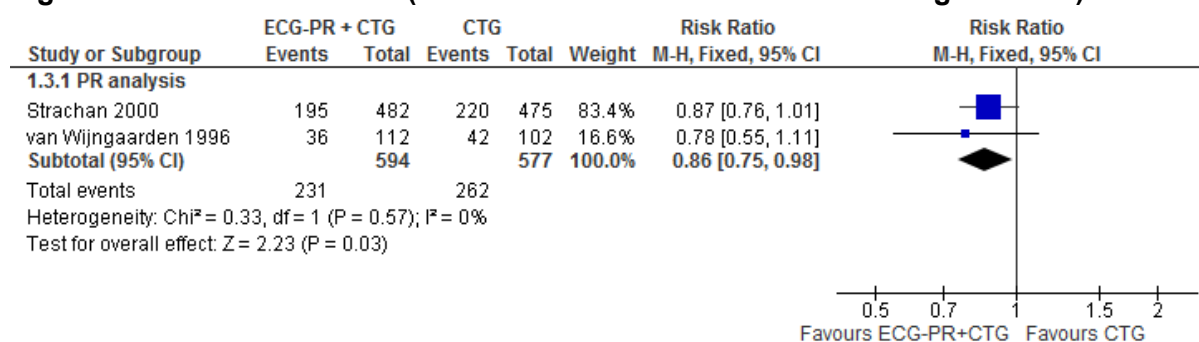 ECG-PR + CTG CTG Risk Ratio Risk Ratio
Study or Subgroup Events Total Events Total Weight M-H, Fixed, 95% CI M-H, Fixed, 95% CI
1.3.1 PR analysis
Strachan 2000 195 482 220 475 83.4% 0.87 [0.76, 1.01]
van Wijngaarden 1996 36 112 42 102 16.6% 0.78 [0.55, 1.11]
Subtotal (95% CI) 594 577 100.0% 0.86 [0.75, 0.98]
Total events 231 262
Heterogeneity: Chi² = 0.33, df = 1 (P = 0.57); I² = 0%
Test for overall effect: Z = 2.23 (P = 0.03)
0.5 0.7 1 1.5 2
Favours ECG-PR+CTG Favours CTG